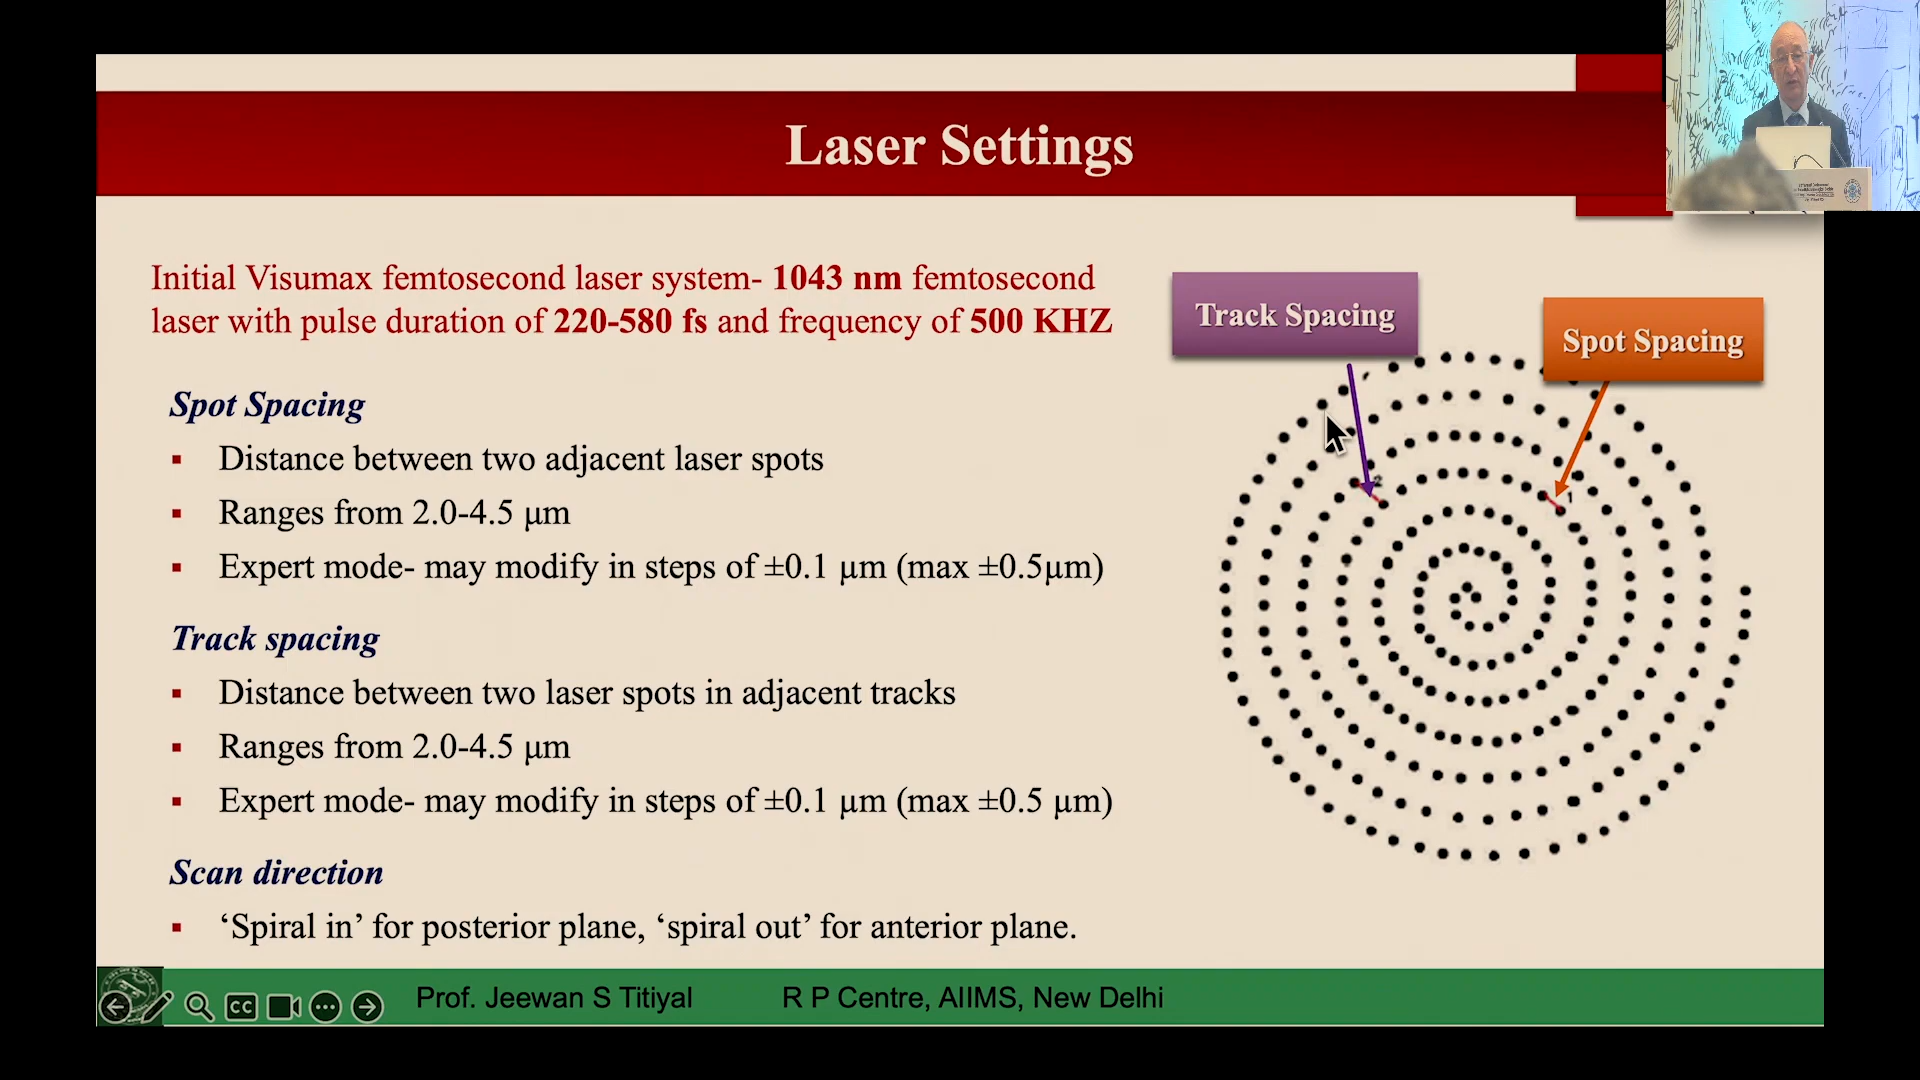 Laser Settings
Initial Visumax femtosecond laser system- 1043 nm femtosecond
laser with pulse duration of 220-580 fs and frequency of 500 KHZ
Spot Spacing
▪ Distance between two adjacent laser spots
▪ Ranges from 2.0-4.5 µm
▪ Expert mode- may modify in steps of ±0.1 µm (max ±0.5µm)
Track spacing
▪ Distance between two laser spots in adjacent tracks
▪ Ranges from 2.0-4.5 µm
▪ Expert mode- may modify in steps of ±0.1 µm (max ±0.5 µm)
Scan direction
▪ ‘Spiral in’ for posterior plane, ‘spiral out’ for anterior plane.
Track Spacing
Spot Spacing
2
1
CC
Prof. Jeewan S Titiyal R P Centre, AIIMS, New Delhi